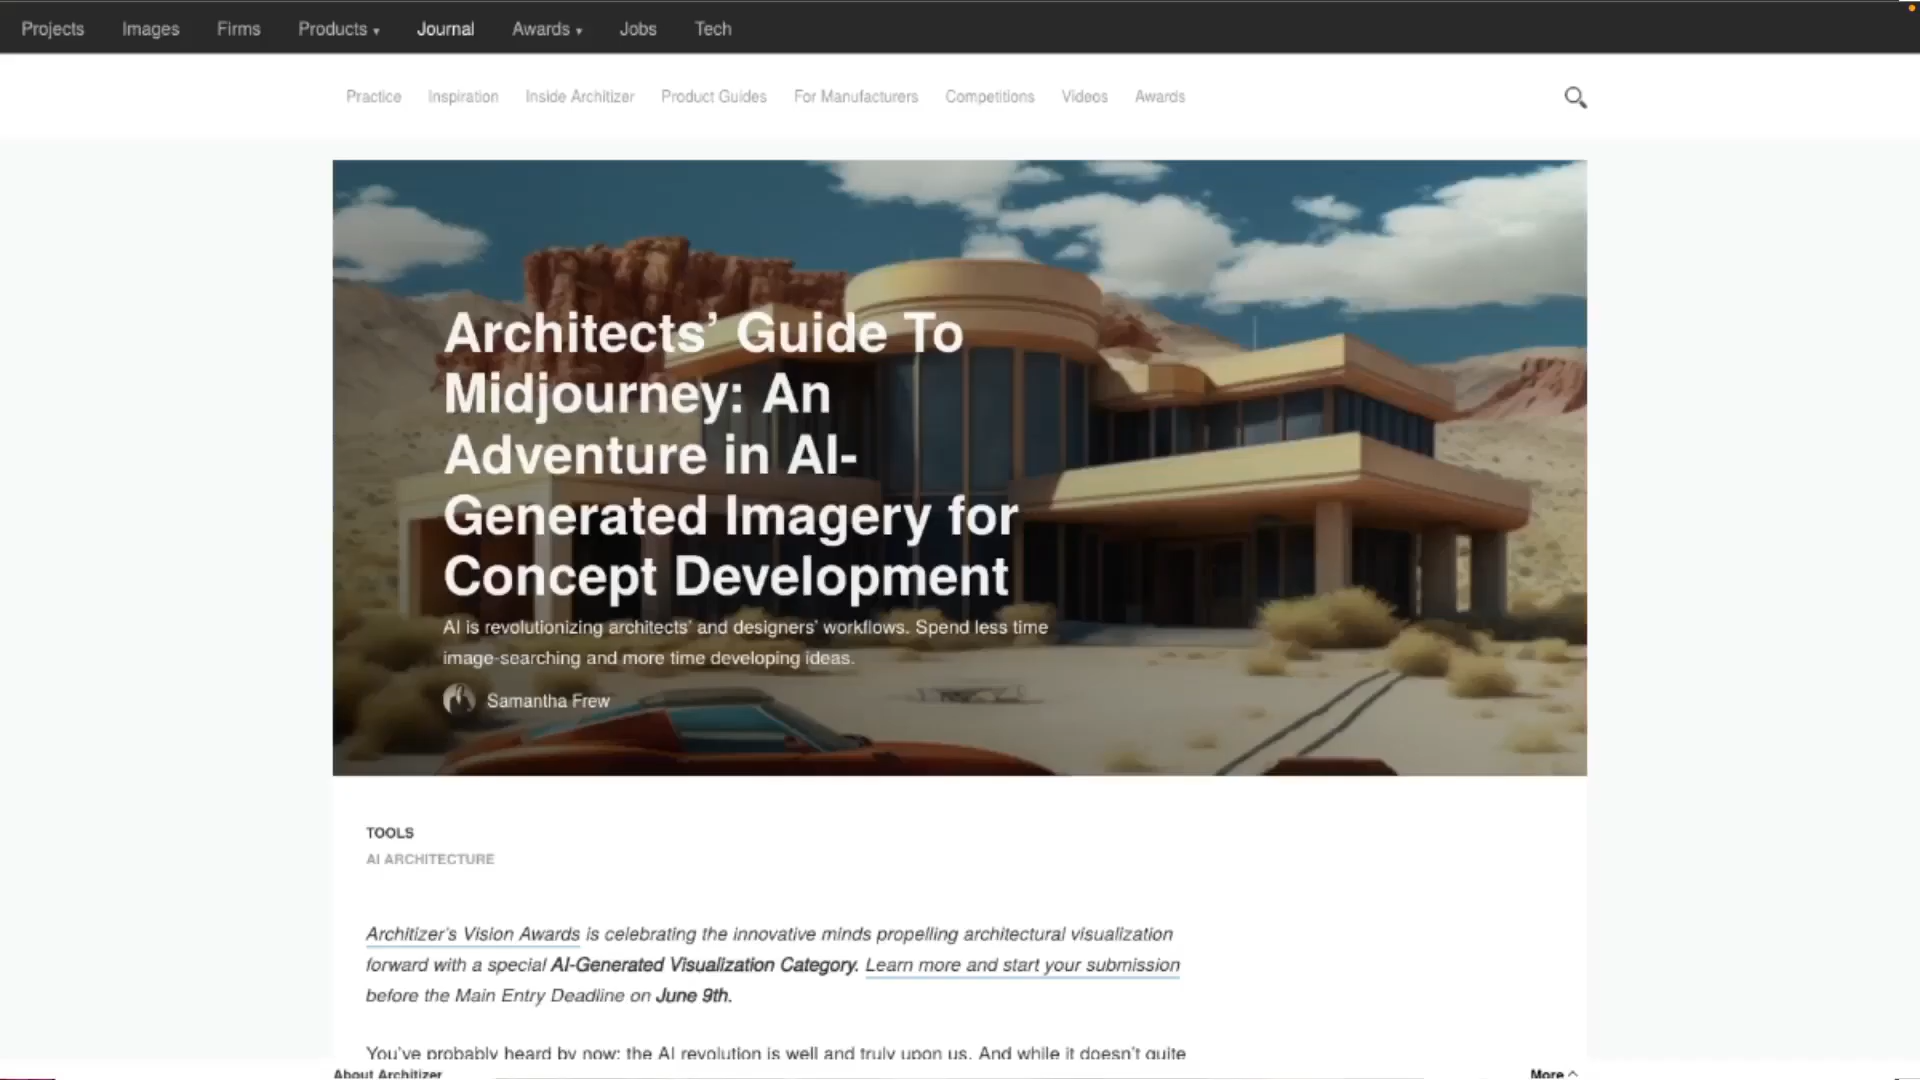 Projects Images Firms Products ▾ Journal Awards ▾ Jobs Tech
Practice Inspiration Inside Architizer Product Guides For Manufacturers Competitions Videos Awards
Architects’ Guide To
Midjourney: An
Adventure in AI-
Generated Imagery for
Concept Development
AI is revolutionizing architects’ and designers’ workflows. Spend less time
image-searching and more time developing ideas.
Samantha Frew
TOOLS
AI ARCHITECTURE
Architizer’s Vision Awards is celebrating the innovative minds propelling architectural visualization
forward with a special AI-Generated Visualization Category. Learn more and start your submission
before the Main Entry Deadline on June 9th.
You’ve probably heard by now: the AI revolution is well and truly upon us. And while it doesn’t quite
About Architizer More